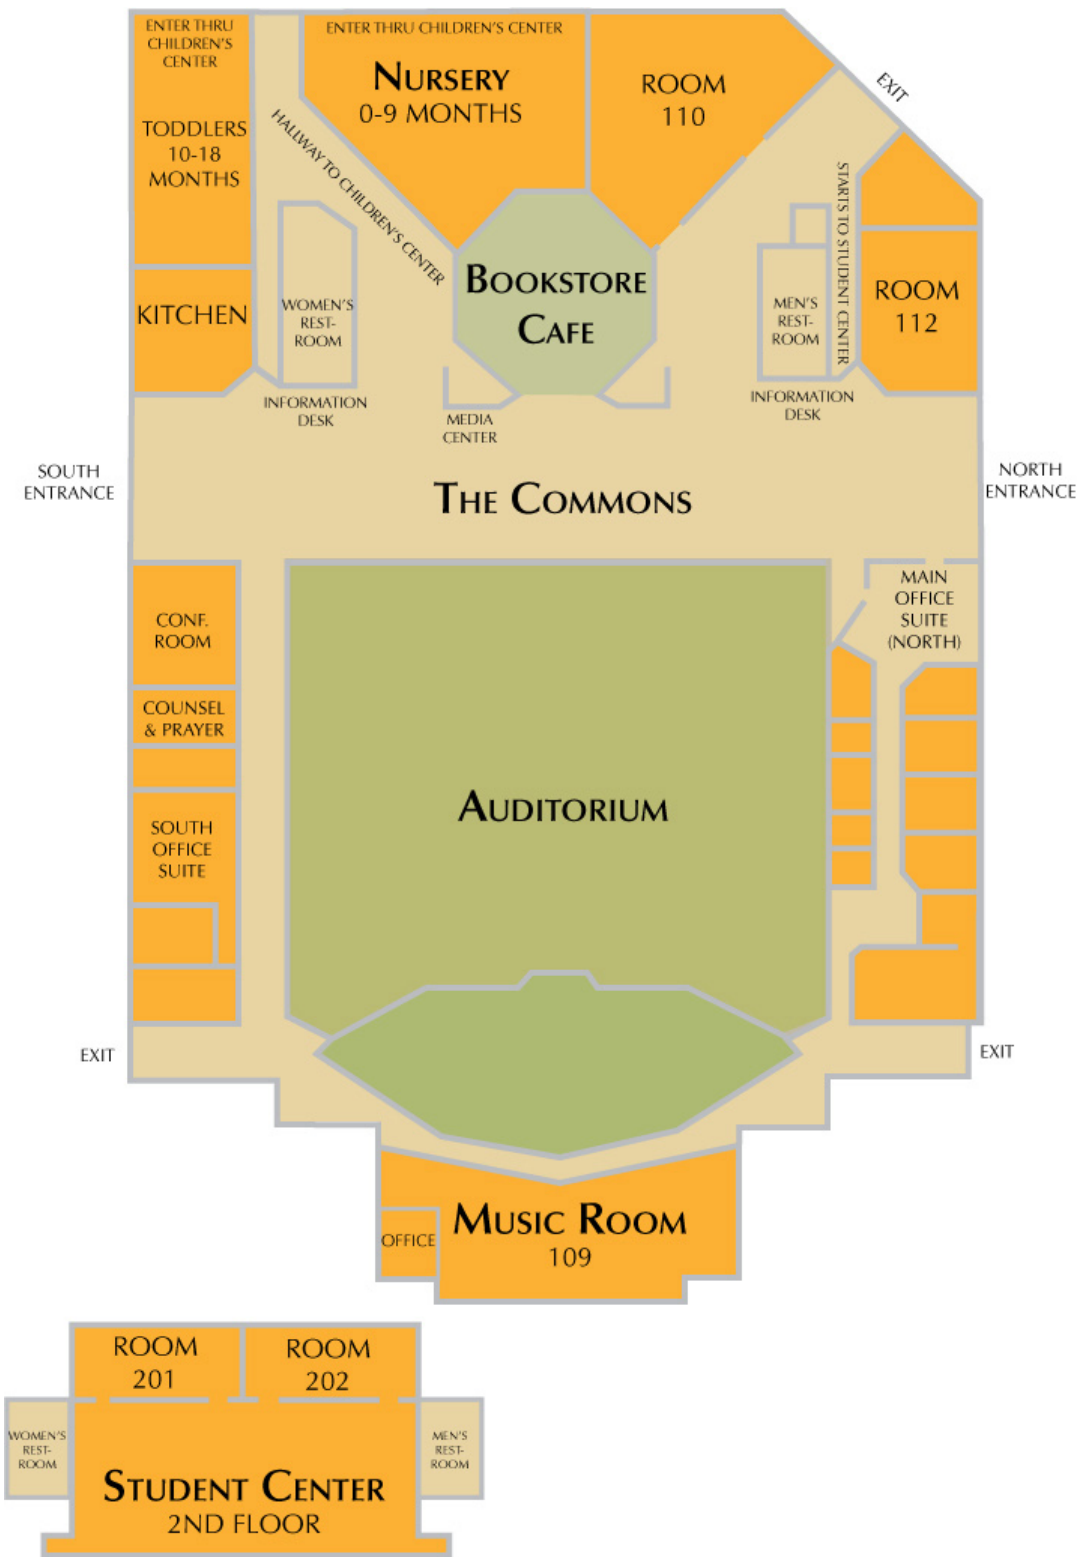 ENTER THRU
CHILDREN'S
CENTER
TODDLERS
10-18
MONTHS
KITCHEN
HALLWAY TO CHILDREN'S CENTER
WOMEN'S
REST-
ROOM
INFORMATION
DESK
ENTER THRU CHILDREN'S CENTER
NURSERY
0-9 MONTHS
BOOKSTORE
CAFE
MEDIA
CENTER
ROOM
110
EXIT
STARTS TO STUDENT CENTER
MEN'S
REST-
ROOM
INFORMATION
DESK
ROOM
112
SOUTH
ENTRANCE
THE COMMONS
NORTH
ENTRANCE
CONF.
ROOM
COUNSEL
& PRAYER
SOUTH
OFFICE
SUITE
AUDITORIUM
MAIN
OFFICE
SUITE
(NORTH)
EXIT
EXIT
OFFICE
MUSIC ROOM
109
ROOM
201
ROOM
202
WOMEN'S
REST-
ROOM
MEN'S
REST-
ROOM
STUDENT CENTER
2ND FLOOR